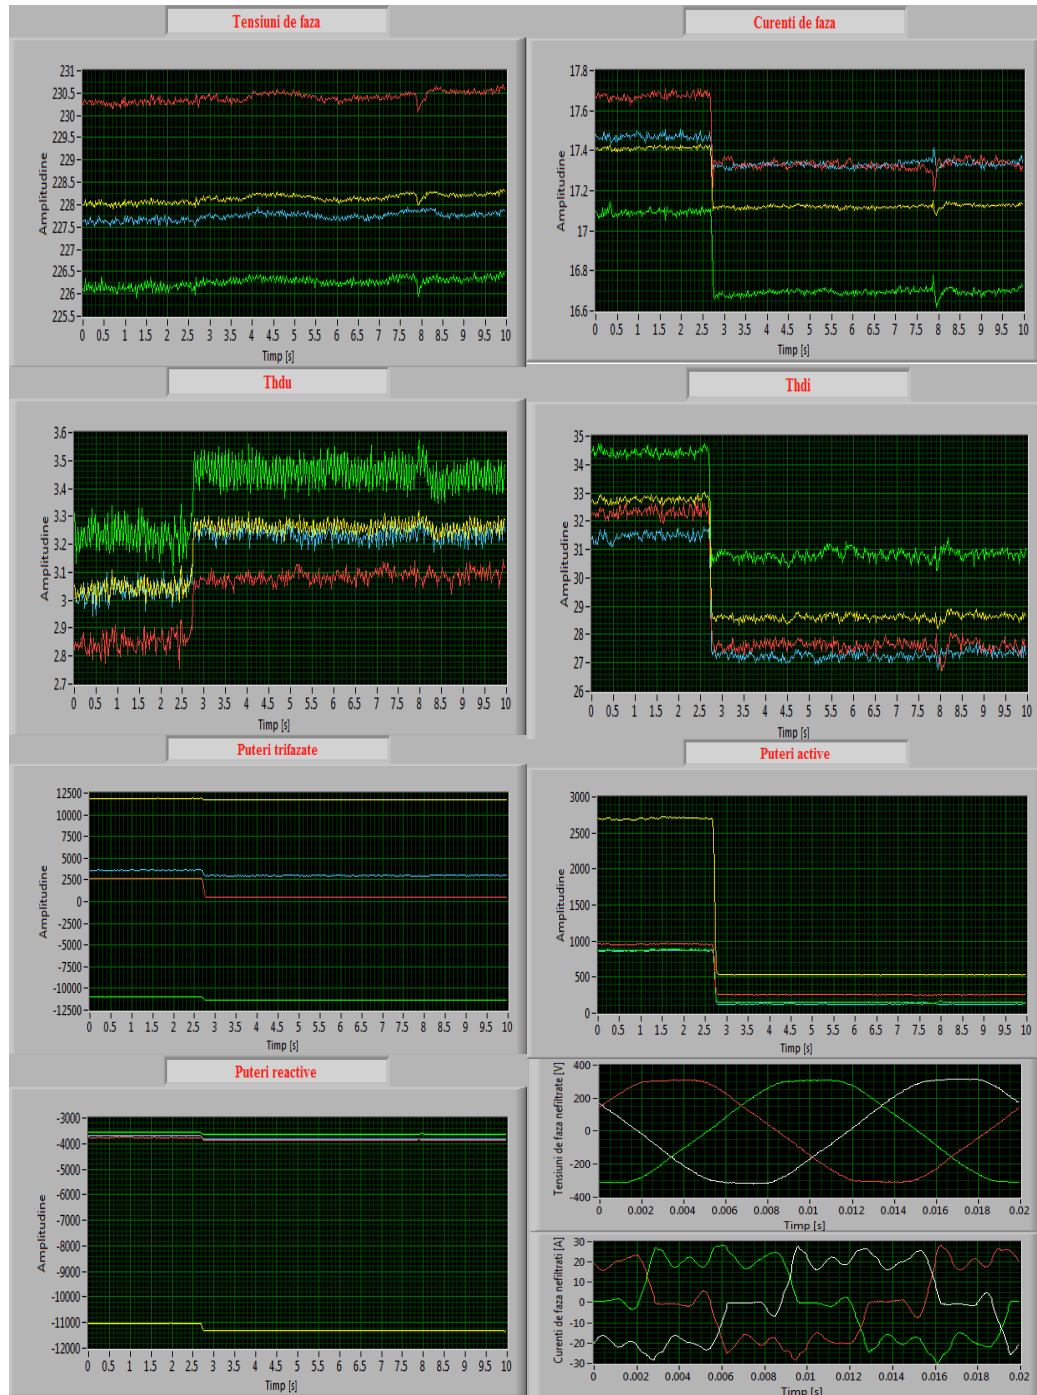 Tensiuni de faza
Amplitudine
231
230.5
230
229.5
229
228.5
228
227.5
227
226.5
226
225.5
0 0.5 1 1.5 2 2.5 3 3.5 4 4.5 5 5.5 6 6.5 7 7.5 8 8.5 9 9.5 10
Timp [s]
Curenti de faza
Amplitudine
17.8
17.6
17.4
17.2
17
16.8
16.6
0 0.5 1 1.5 2 2.5 3 3.5 4 4.5 5 5.5 6 6.5 7 7.5 8 8.5 9 9.5 10
Timp [s]
Thdu
Amplitudine
3.6
3.5
3.4
3.3
3.2
3.1
3
2.9
2.8
2.7
0 0.5 1 1.5 2 2.5 3 3.5 4 4.5 5 5.5 6 6.5 7 7.5 8 8.5 9 9.5 10
Timp [s]
Thdi
Amplitudine
35
34
33
32
31
30
29
28
27
26
0 0.5 1 1.5 2 2.5 3 3.5 4 4.5 5 5.5 6 6.5 7 7.5 8 8.5 9 9.5 10
Timp [s]
Puteri trifazate
Amplitudine
12500
10000
7500
5000
2500
0
-2500
-5000
-7500
-10000
-12500
0 0.5 1 1.5 2 2.5 3 3.5 4 4.5 5 5.5 6 6.5 7 7.5 8 8.5 9 9.5 10
Timp [s]
Puteri active
Amplitudine
3000
2500
2000
1500
1000
500
0
0 0.5 1 1.5 2 2.5 3 3.5 4 4.5 5 5.5 6 6.5 7 7.5 8 8.5 9 9.5 10
Timp [s]
Puteri reactive
Amplitudine
-3000
-4000
-5000
-6000
-7000
-8000
-9000
-10000
-11000
-12000
0 0.5 1 1.5 2 2.5 3 3.5 4 4.5 5 5.5 6 6.5 7 7.5 8 8.5 9 9.5 10
Timp [s]
Tensiuni de faza nefiltrate [V]
400
200
0
-200
-400
0 0.002 0.004 0.006 0.008 0.01 0.012 0.014 0.016 0.018 0.02
Timp [s]
Curenti de faza nefiltrati [A]
30
20
10
0
-10
-20
-30
0 0.002 0.004 0.006 0.008 0.01 0.012 0.014 0.016 0.018 0.02
Timp [s]